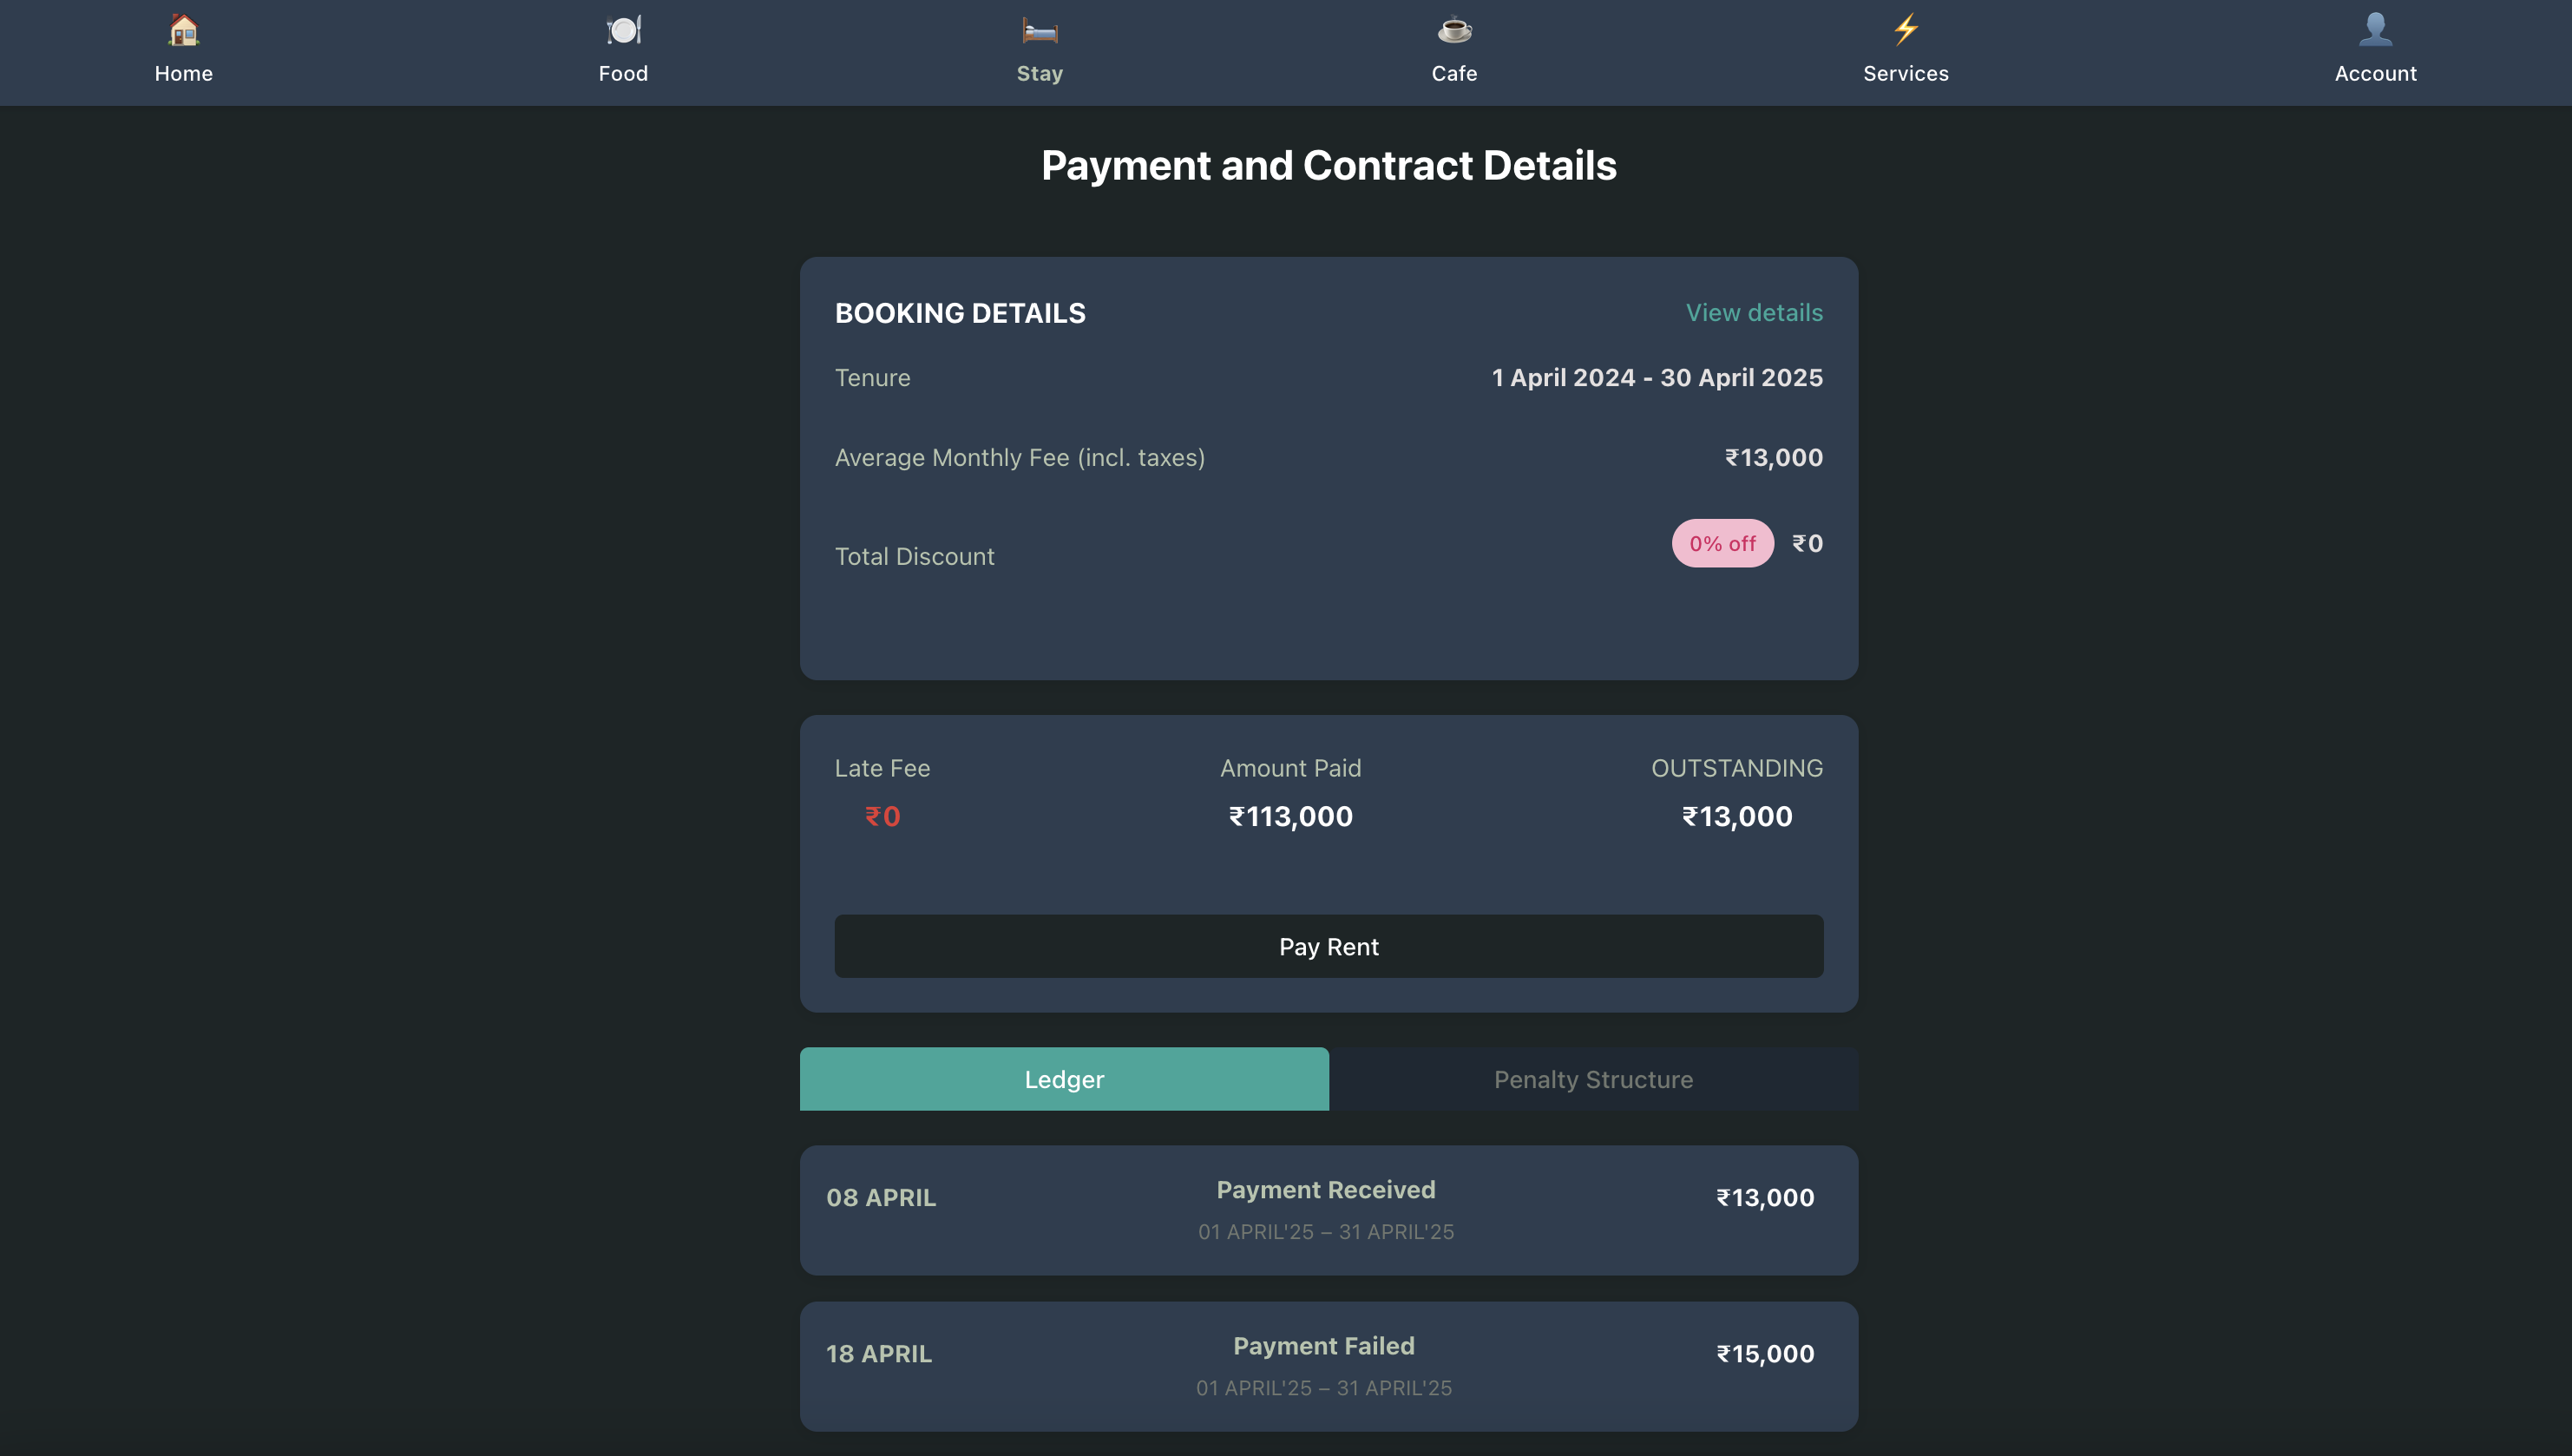 Home
Food
Stay
Cafe
Services
Account
Payment and Contract Details
BOOKING DETAILS
View details
Tenure
1 April 2024 - 30 April 2025
Average Monthly Fee (incl. taxes)
₹13,000
Total Discount
0% off
₹0
Late Fee
₹0
Amount Paid
₹113,000
OUTSTANDING
₹13,000
Pay Rent
Ledger
Penalty Structure
08 APRIL
Payment Received
01 APRIL'25 – 31 APRIL'25
₹13,000
18 APRIL
Payment Failed
01 APRIL'25 – 31 APRIL'25
₹15,000